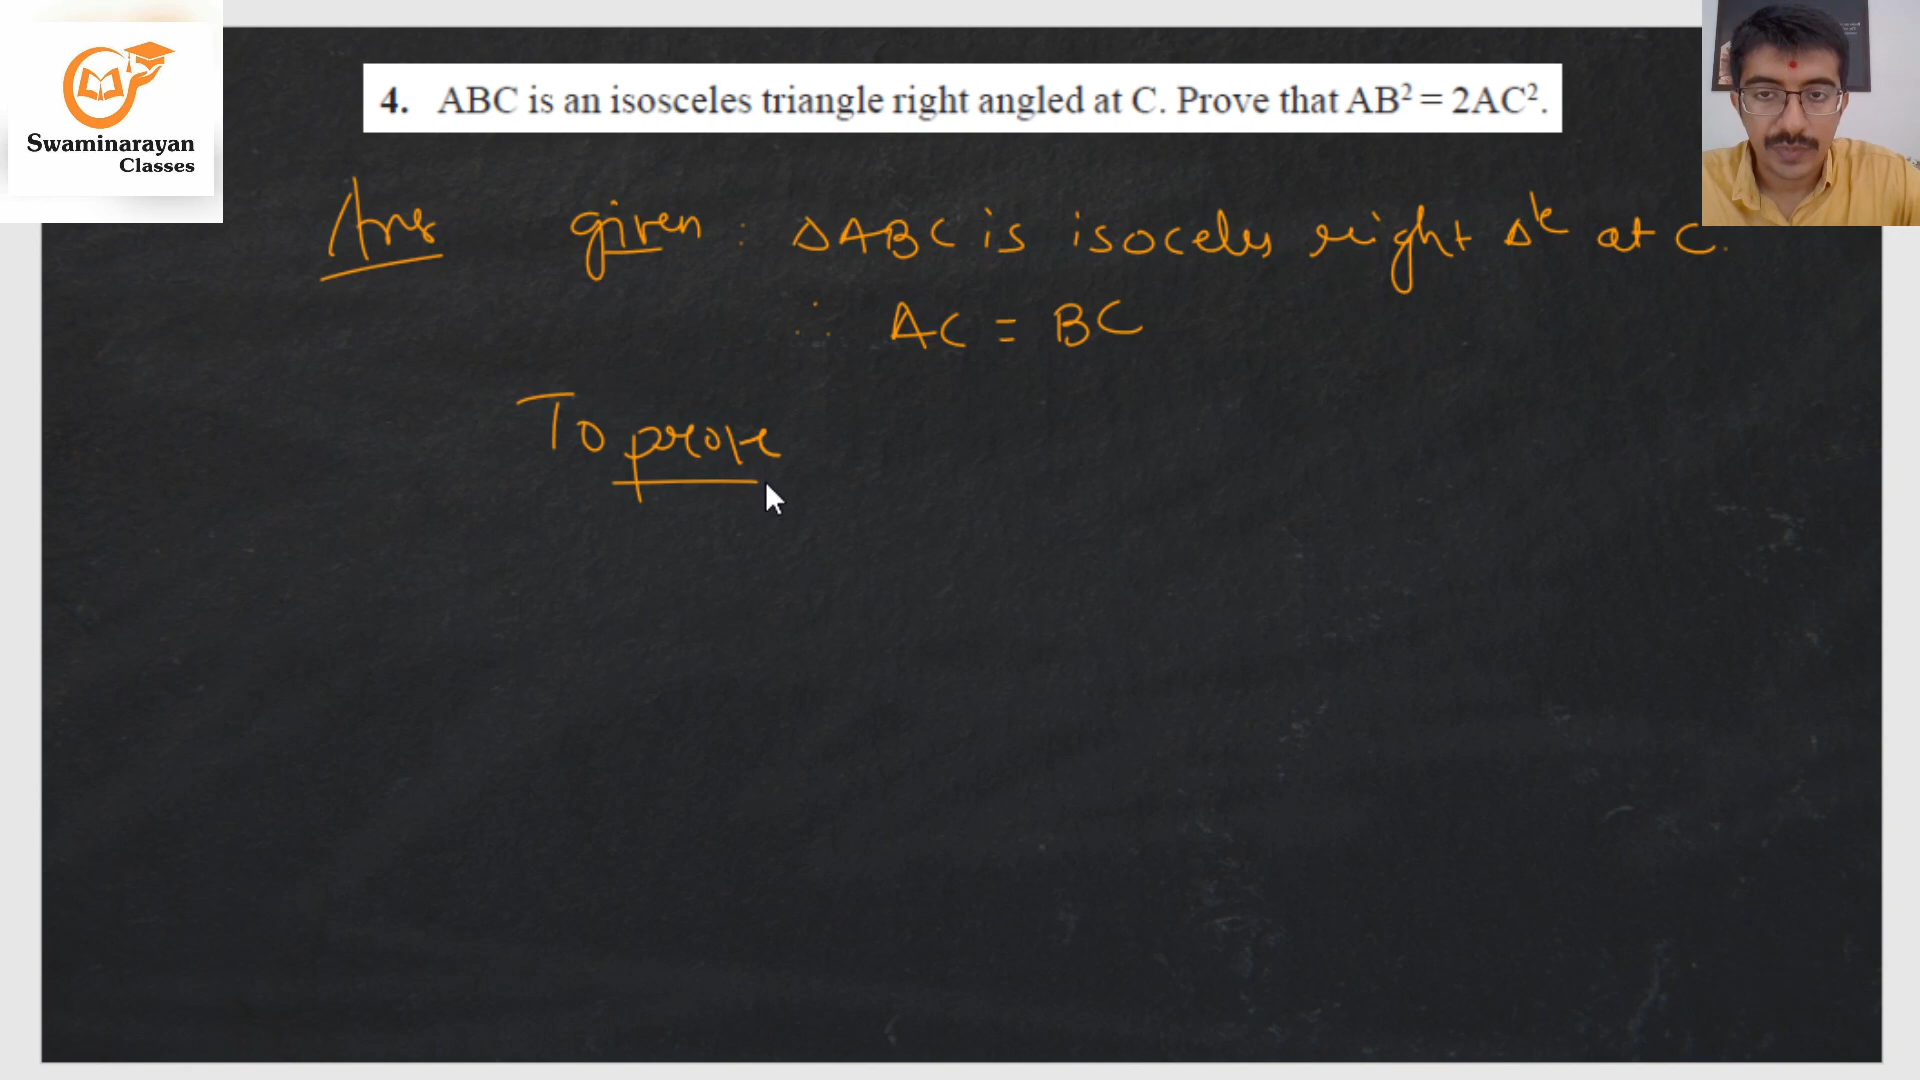 Swaminarayan
Classes
4. ABC is an isosceles triangle right angled at C. Prove that AB² = 2AC².
Ans given : ΔABC is isoceles right Δle at C.
∴ AC = BC
To prove